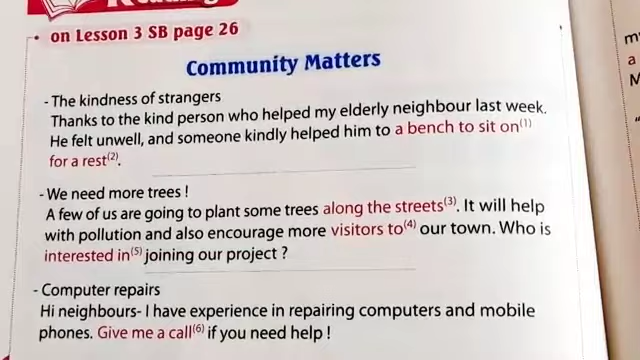 Reading
on Lesson 3 SB page 26
Community Matters
- The kindness of strangers
Thanks to the kind person who helped my elderly neighbour last week.
He felt unwell, and someone kindly helped him to a bench to sit on(1)
for a rest(2).
- We need more trees !
A few of us are going to plant some trees along the streets(3). It will help
with pollution and also encourage more visitors to(4) our town. Who is
interested in(5) joining our project ?
- Computer repairs
Hi neighbours- I have experience in repairing computers and mobile
phones. Give me a call(6) if you need help !
a